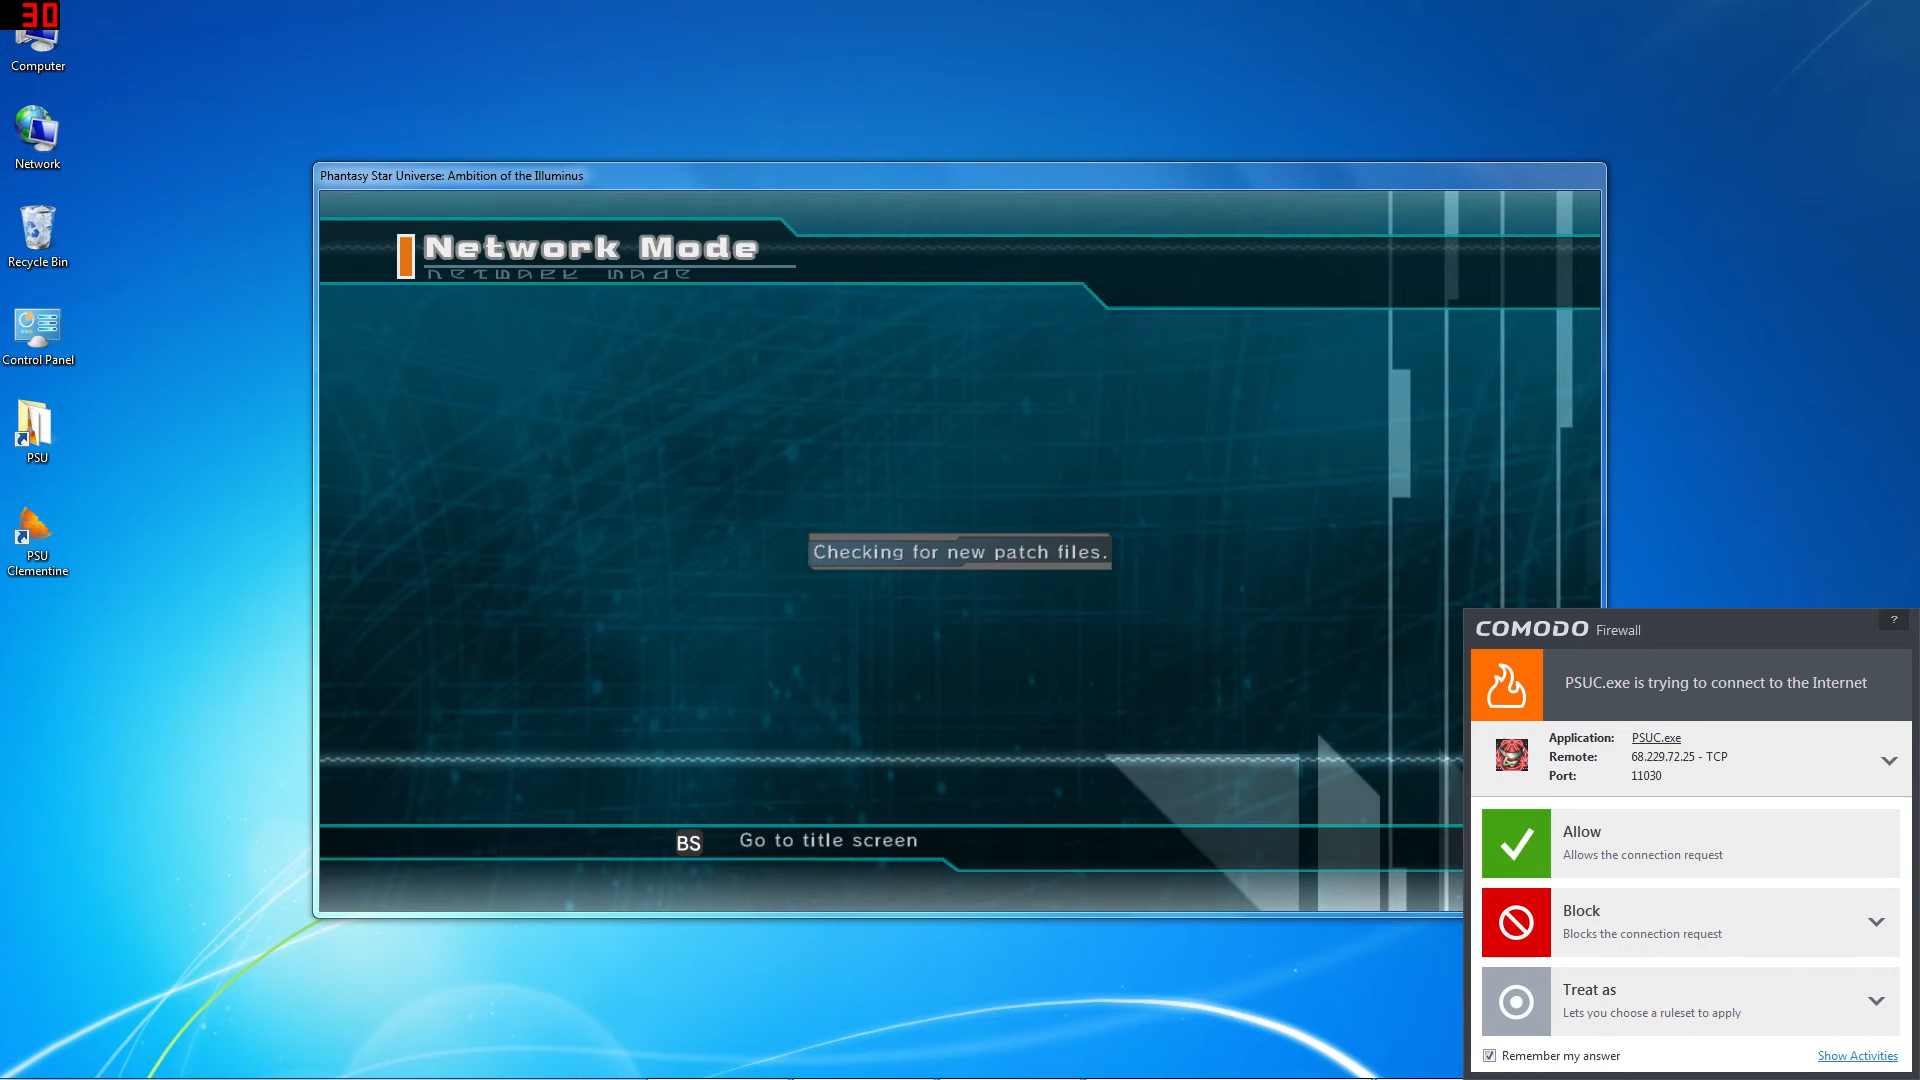 30
Computer
Network
Recycle Bin
Control Panel
PSU
PSU
Clementine
Phantasy Star Universe: Ambition of the Illuminus
Network Mode
Network Mode
Checking for new patch files.
BS Go to title screen
COMODO Firewall
?
PSUC.exe is trying to connect to the Internet
Application: PSUC.exe
Remote: 68.229.72.25 - TCP
Port: 11030
Allow
Allows the connection request
Block
Blocks the connection request
Treat as
Lets you choose a ruleset to apply
Remember my answer
Show Activities